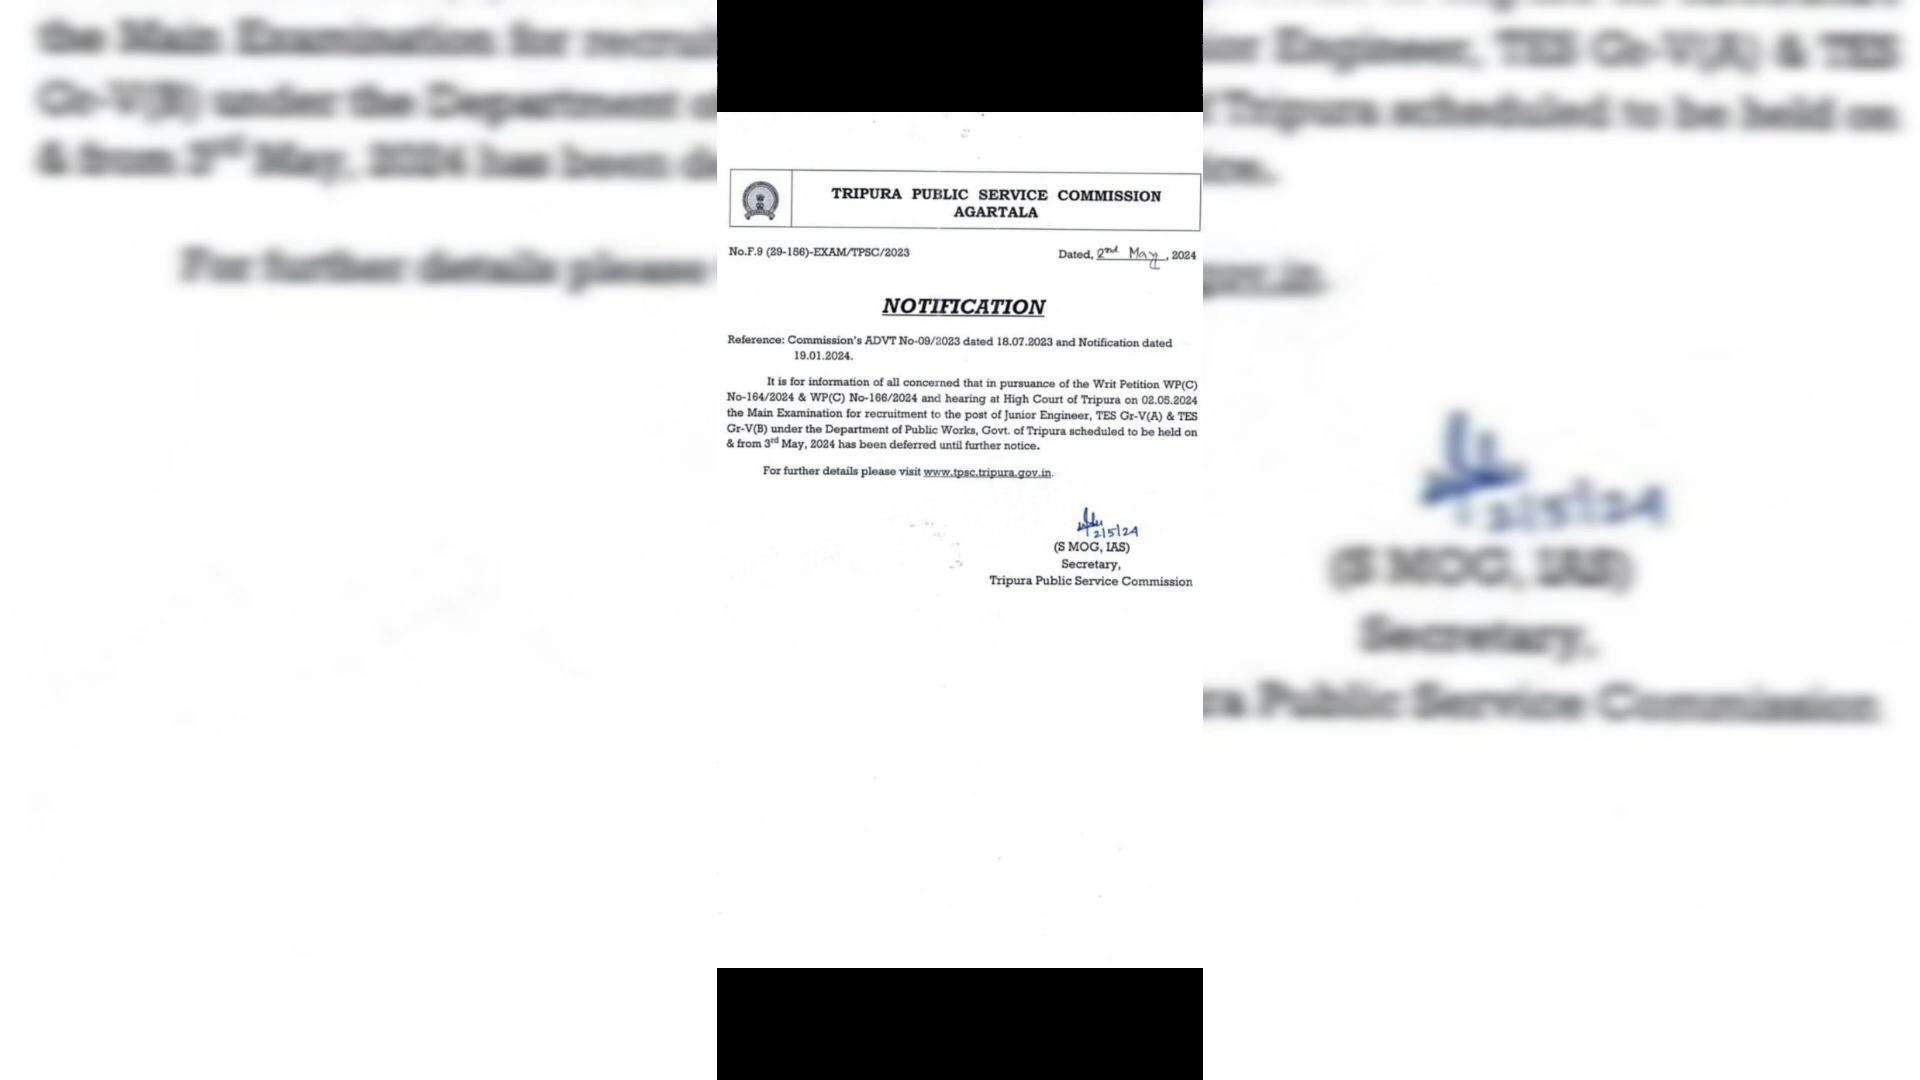 TRIPURA PUBLIC SERVICE COMMISSION
AGARTALA
No.F.9 (29-156)-EXAM/TPSC/2023
Dated, 2nd May, 2024
NOTIFICATION
Reference: Commission's ADVT No-09/2023 dated 18.07.2023 and Notification dated
19.01.2024.
It is for information of all concerned that in pursuance of the Writ Petition WP(C)
No-164/2024 & WP(C) No-166/2024 and hearing at High Court of Tripura on 02.05.2024
the Main Examination for recruitment to the post of Junior Engineer, TES Gr-V(A) & TES
Gr-V(B) under the Department of Public Works, Govt. of Tripura scheduled to be held on
& from 3rd May, 2024 has been deferred until further notice.
For further details please visit www.tpsc.tripura.gov.in.
2/5/24
(S MOG, IAS)
Secretary,
Tripura Public Service Commission